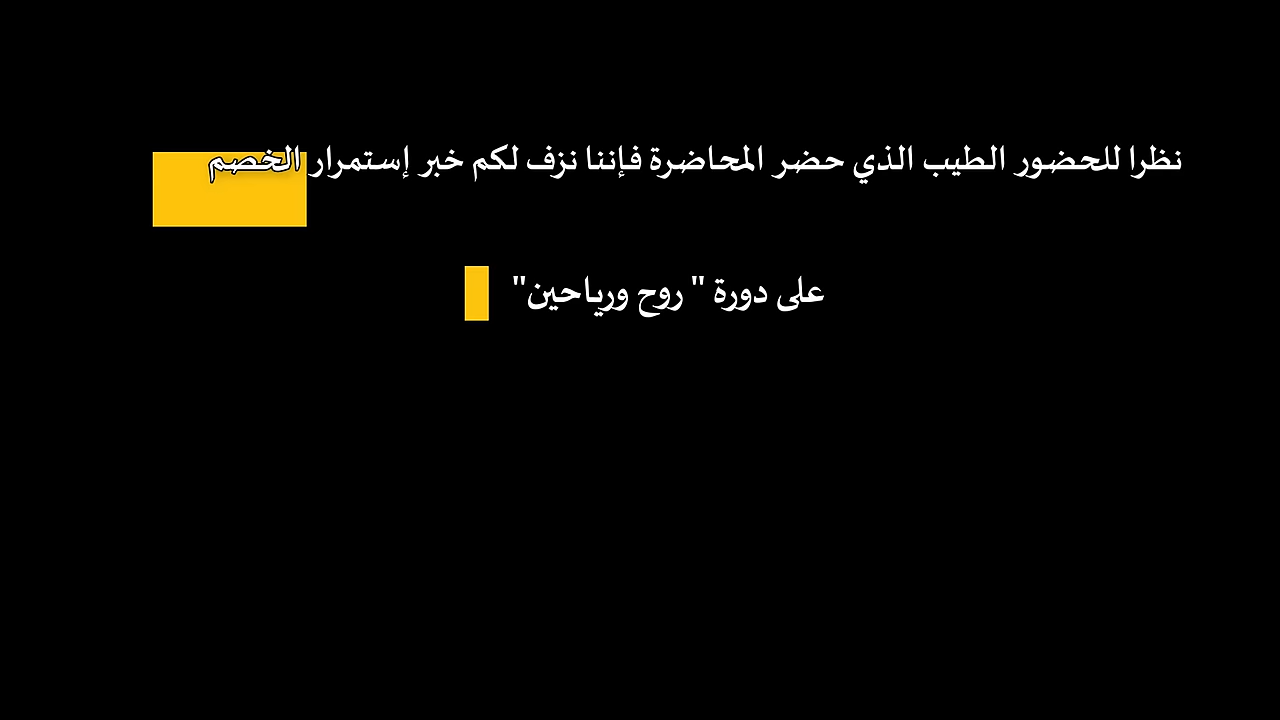 نظرا للحضور الطيب الذي حضر المحاضرة فإننا نزف لكم خبر إستمرار الخصم
على دورة " روح ورياحين"